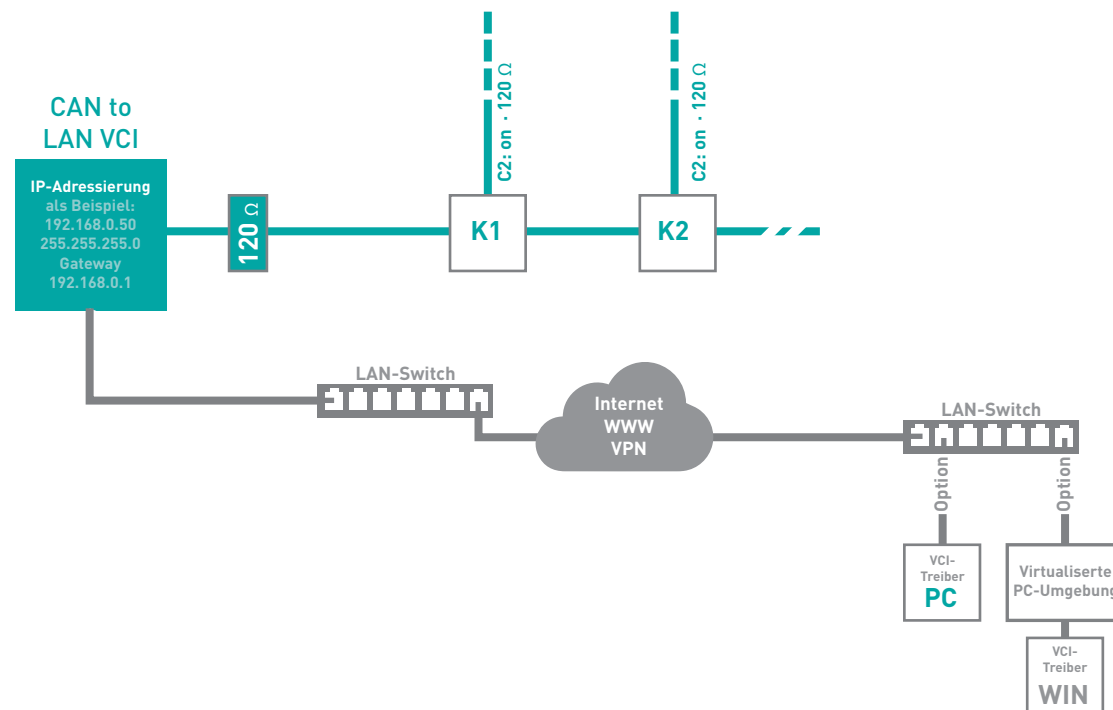 CAN to
LAN VCI
IP-Adressierung
als Beispiel:
192.168.0.50
255.255.255.0
Gateway
192.168.0.1
120 Ω
K1
C2: on · 120 Ω
K2
C2: on · 120 Ω
LAN-Switch
Internet
WWW
VPN
LAN-Switch
Option
Option
VCI-
Treiber
PC
Virtualiserte
PC-Umgebung
VCI-
Treiber
WIN